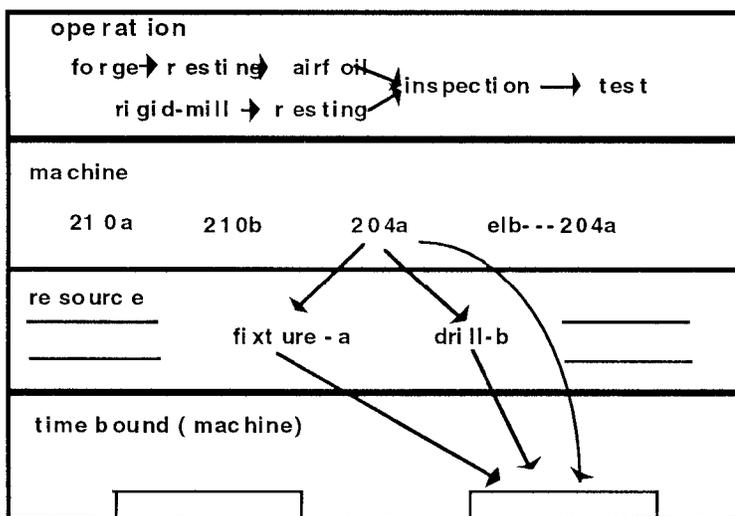 operation
forge resting airfoil
inspection test
rigid-mill resting
machine
210a 210b 204a elb---204a
resource
fixture-a drill-b
time bound (machine)